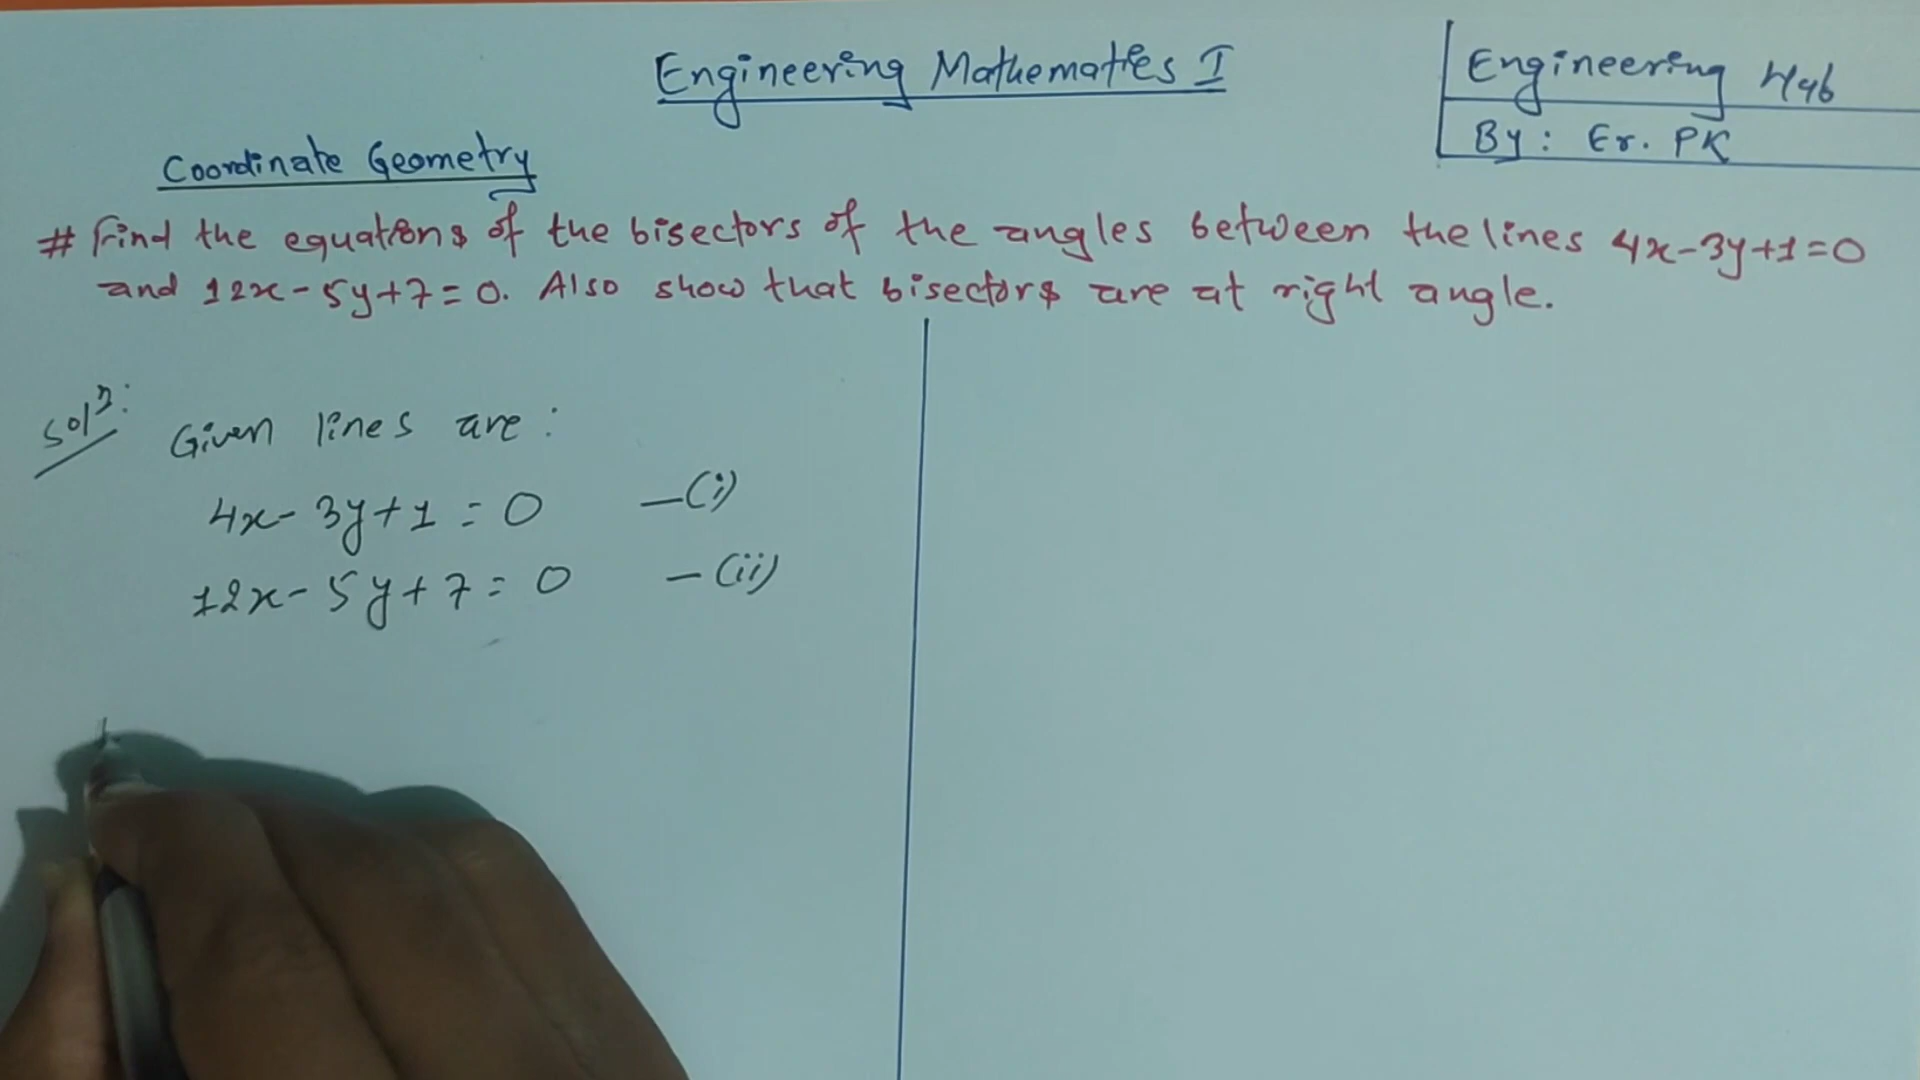 Engineering Mathematics I
Engineering Hub
By: Er. PK
Coordinate Geometry
# Find the equations of the bisectors of the angles between the lines 4x-3y+1=0
and 12x-5y+7=0. Also show that bisectors are at right angle.
Solⁿ:
Given lines are:
4x-3y+1=0 —(i)
12x-5y+7=0 —(ii)